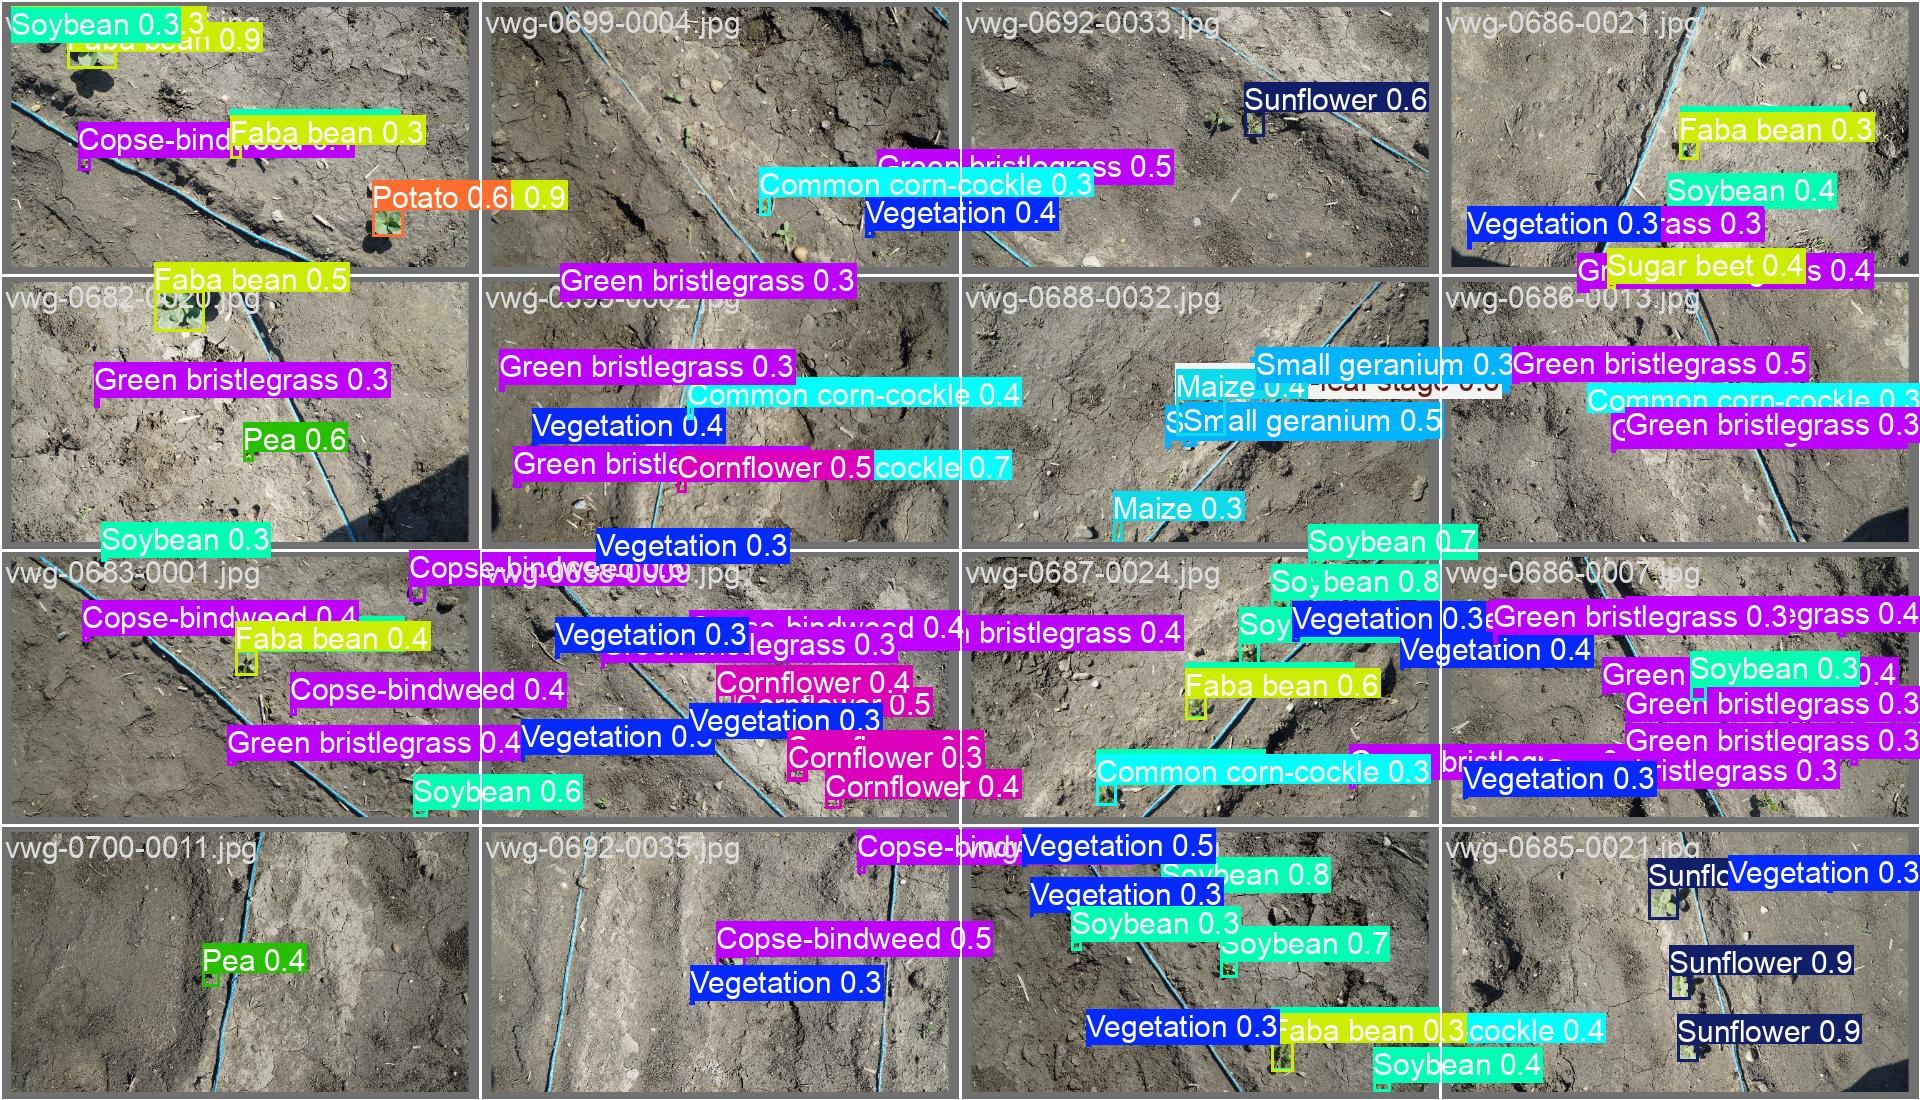 Soybean 0.3
.3
Faba bean 0.9
Copse-bindweed 0.4
Faba bean 0.3
Potato 0.6
0.9
vwg-0699-0004.jpg
Common corn-cockle 0.3
Vegetation 0.4
vwg-0692-0033.jpg
Sunflower 0.6
Green bristlegrass 0.5
vwg-0686-0021.jpg
Faba bean 0.3
Soybean 0.4
Vegetation 0.3
rass 0.3
Sugar beet 0.4
s 0.4
Faba bean 0.5
Green bristlegrass 0.3
Pea 0.6
Soybean 0.3
Green bristlegrass 0.3
Green bristlegrass 0.3
Common corn-cockle 0.4
Vegetation 0.4
Green bristle
Cornflower 0.5
cockle 0.7
Vegetation 0.3
vwg-0688-0032.jpg
Small geranium 0.3
Maize 0.4
Small geranium 0.5
Maize 0.3
vwg-0686-0013.jpg
Green bristlegrass 0.5
Common corn-cockle 0.3
Green bristlegrass 0.3
vwg-0683-0001.jpg
Copse-bindweed 0.4
Faba bean 0.4
Copse-bindweed 0.4
Green bristlegrass 0.4
Soybean 0.6
Vegetation 0.3
legrass 0.3
Cornflower 0.4
Cornflower 0.5
Vegetation 0.3
Cornflower 0.3
Cornflower 0.4
vwg-0687-0024.jpg
Soybean 0.7
Soybean 0.8
Soy
Vegetation 0.3
bristlegrass 0.4
Faba bean 0.6
Common corn-cockle 0.3
vwg-0686-0007.jpg
Green bristlegrass 0.3
grass 0.4
Vegetation 0.4
Green
Soybean 0.3
0.4
Green bristlegrass 0.3
Green bristlegrass 0.3
Vegetation 0.3
ristlegrass 0.3
vwg-0700-0011.jpg
Pea 0.4
vwg-0692-0035.jpg
Copse-bindw
Copse-bindweed 0.5
Vegetation 0.3
Vegetation 0.5
Soybean 0.8
Vegetation 0.3
Soybean 0.3
Soybean 0.7
Vegetation 0.3
Faba bean 0.3
cockle 0.4
Soybean 0.4
vwg-0685-0021.jpg
Sunflo
Vegetation 0.3
Sunflower 0.9
Sunflower 0.9